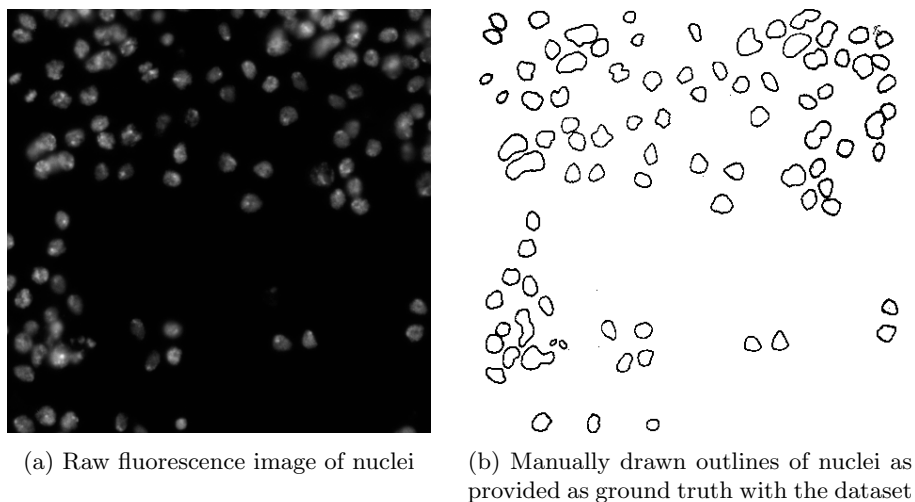 (a) Raw fluorescence image of nuclei
(b) Manually drawn outlines of nuclei as
provided as ground truth with the dataset